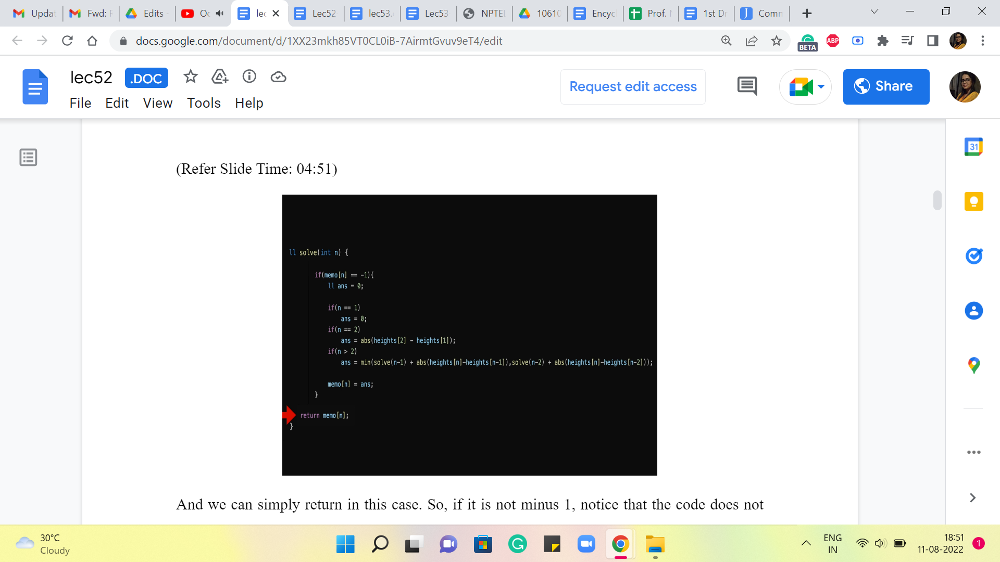 Updat
Fwd: F
Edits -
Oc
lec
Lec52
lec53.
Lec53
NPTEL
10610
Encyc
Prof. 
1st Dr
Comm
docs.google.com/document/d/1XX23mkh85VT0CL0iB-7AirmtGvuv9eT4/edit
BETA
ABP
lec52 .DOC
Request edit access
Share
File Edit View Tools Help
31
(Refer Slide Time: 04:51)
ll solve(int n) {
if(memo[n] == -1){
ll ans = 0;
if(n == 1)
ans = 0;
if(n == 2)
ans = abs(heights[2] - heights[1]);
if(n > 2)
ans = min(solve(n-1) + abs(heights[n]-heights[n-1]),solve(n-2) + abs(heights[n]-heights[n-2]));
memo[n] = ans;
}
return memo[n];
}
And we can simply return in this case. So, if it is not minus 1, notice that the code does not
30°C
Cloudy
ENG
IN
18:51
11-08-2022
1